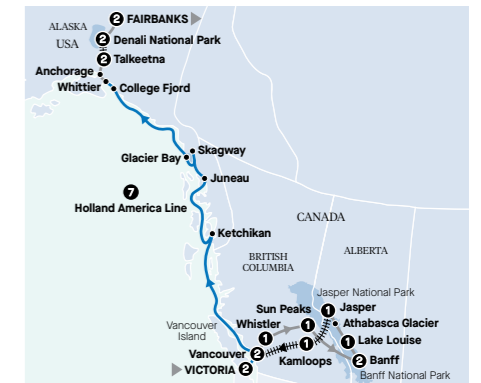 2 FAIRBANKS
ALASKA
USA
2 Denali National Park
2 Talkeetna
Anchorage
Whittier
College Fjord
Skagway
Glacier Bay
Juneau
7
Holland America Line
Ketchikan
CANADA
BRITISH
COLUMBIA
ALBERTA
Jasper National Park
Sun Peaks 1
1 Jasper
Whistler 1
Athabasca Glacier
Vancouver
Island
1 Lake Louise
Vancouver 2
1
Kamloops
2 Banff
VICTORIA 2
Banff National Park